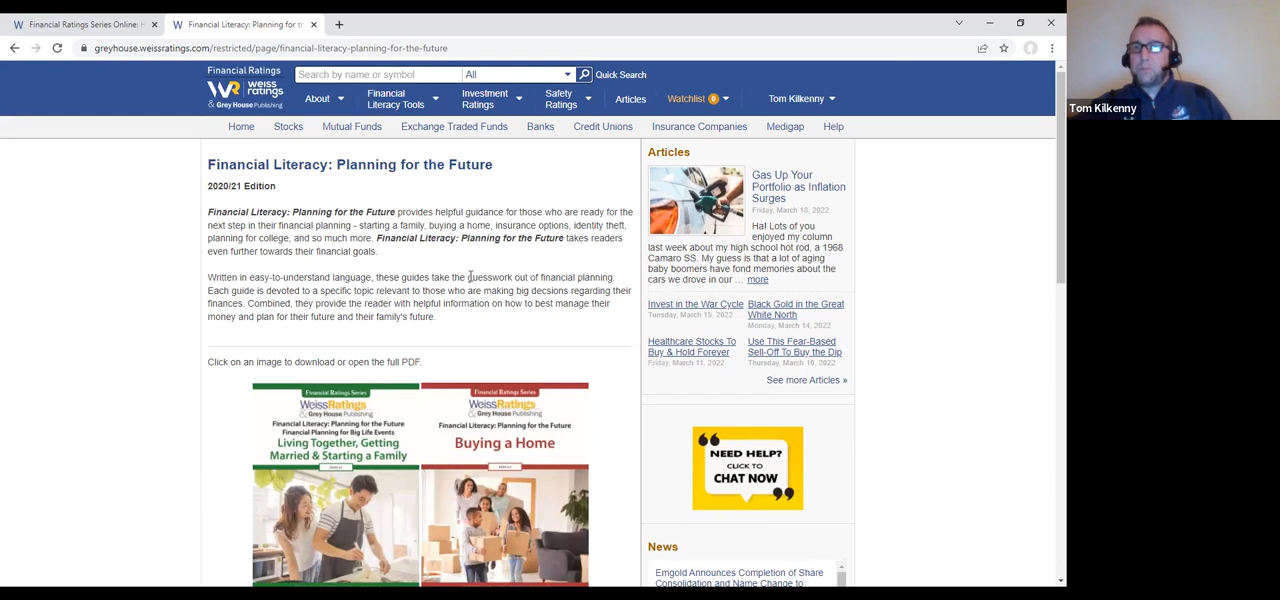 Financial Ratings Series Online: H
Financial Literacy: Planning for th
greyhouse.weissratings.com/restricted/page/financial-literacy-planning-for-the-future
Financial Ratings
WR weiss ratings
& Grey House Publishing
Search by name or symbol
All
Quick Search
About
Financial Literacy Tools
Investment Ratings
Safety Ratings
Articles
Watchlist 0
Tom Kilkenny
Home
Stocks
Mutual Funds
Exchange Traded Funds
Banks
Credit Unions
Insurance Companies
Medigap
Help
Tom Kilkenny
Financial Literacy: Planning for the Future
2020/21 Edition
Financial Literacy: Planning for the Future provides helpful guidance for those who are ready for the
next step in their financial planning - starting a family, buying a home, insurance options, identity theft,
planning for college, and so much more. Financial Literacy: Planning for the Future takes readers
even further towards their financial goals.
Written in easy-to-understand language, these guides take the guesswork out of financial planning.
Each guide is devoted to a specific topic relevant to those who are making big decsions regarding their
finances. Combined, they provide the reader with helpful information on how to best manage their
money and plan for their future and their family's future.
Click on an image to download or open the full PDF.
Financial Ratings Series
WeissRatings
& Grey House Publishing
Financial Literacy: Planning for the Future
Financial Planning for Big Life Events
Living Together, Getting
Married & Starting a Family
Financial Ratings Series
WeissRatings
& Grey House Publishing
Financial Literacy: Planning for the Future
Buying a Home
Articles
Gas Up Your
Portfolio as Inflation
Surges
Friday, March 18, 2022
Ha! Lots of you
enjoyed my column
last week about my high school hot rod, a 1968
Camaro SS. My guess is that a lot of aging
baby boomers have fond memories about the
cars we drove in our ... more
Invest in the War Cycle
Tuesday, March 15, 2022
Black Gold in the Great
White North
Monday, March 14, 2022
Healthcare Stocks To
Buy & Hold Forever
Friday, March 11, 2022
Use This Fear-Based
Sell-Off To Buy the Dip
Thursday, March 10, 2022
See more Articles »
NEED HELP?
CLICK TO
CHAT NOW
News
Emgold Announces Completion of Share
Consolidation and Name Change to